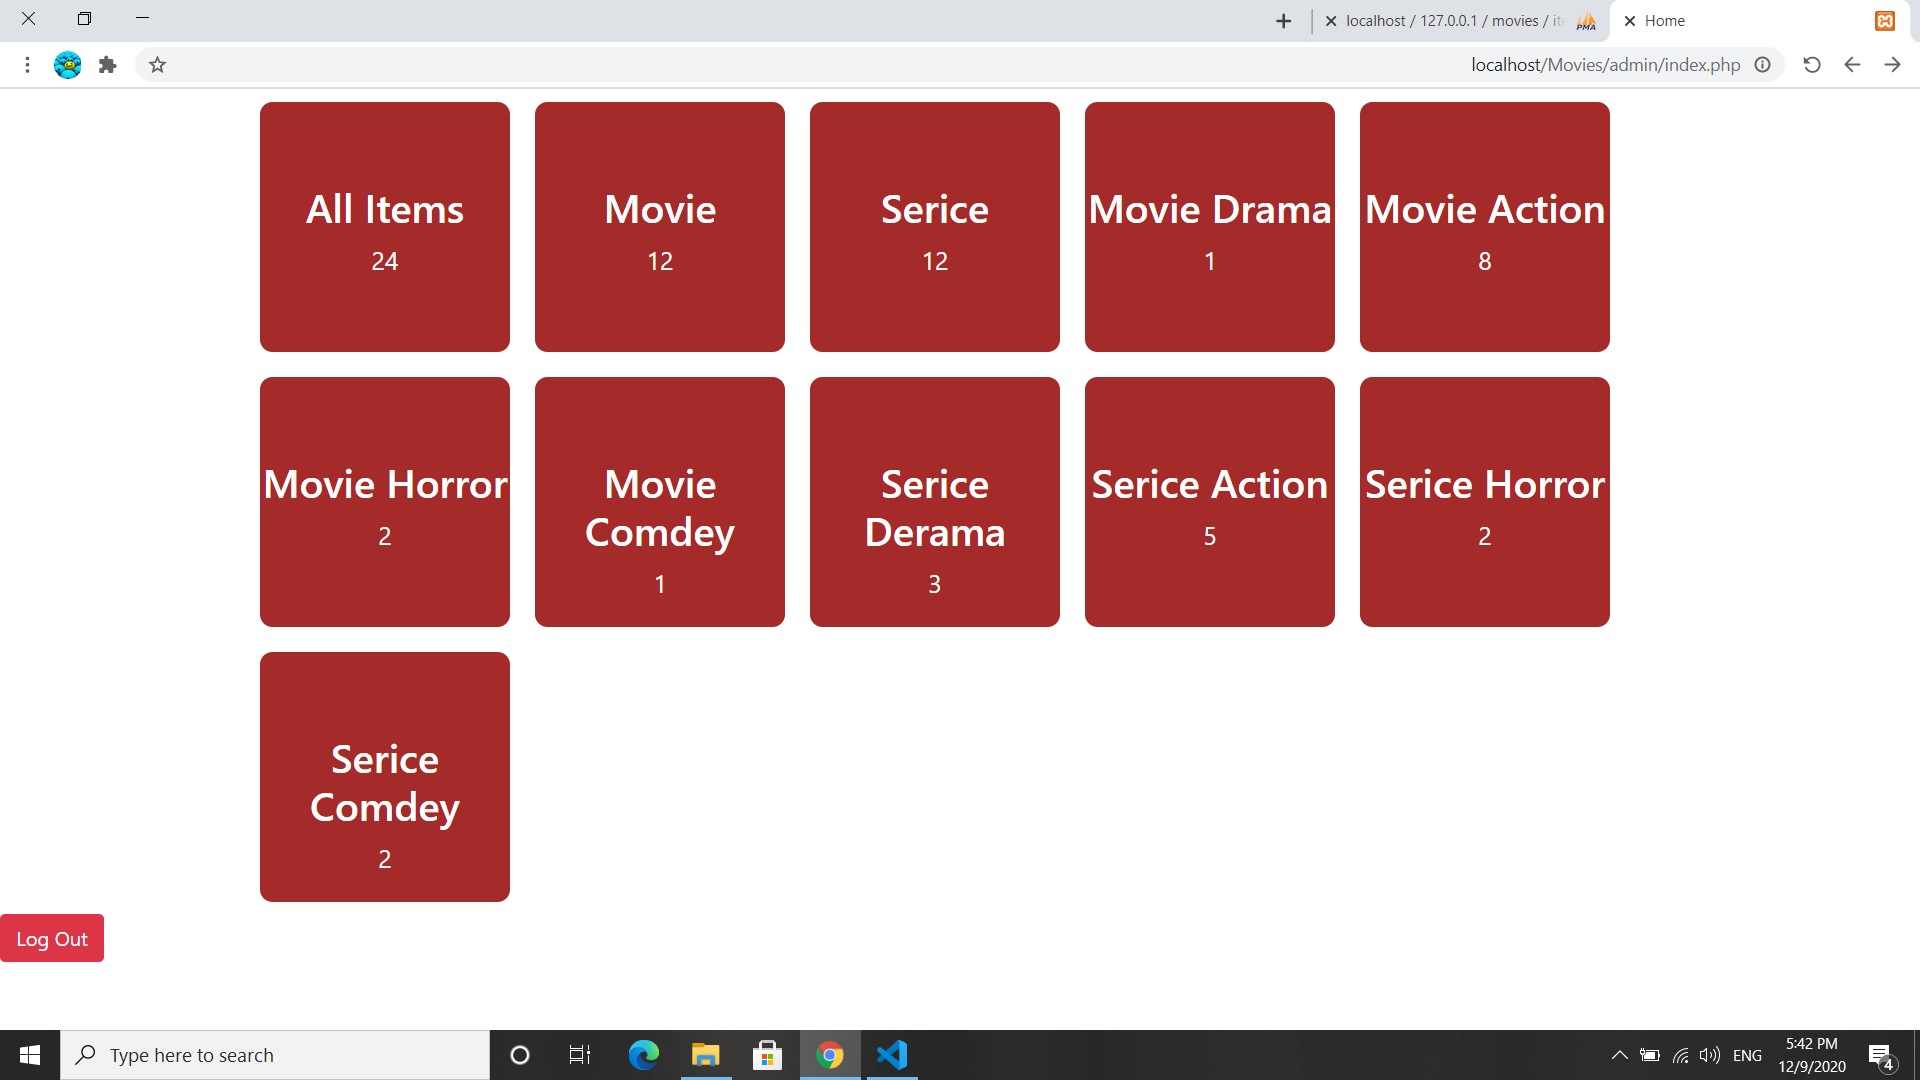 localhost / 127.0.0.1 / movies / it
PMA
Home
localhost/Movies/admin/index.php
All Items
24
Movie
12
Serice
12
Movie Drama
1
Movie Action
8
Movie Horror
2
Movie
Comdey
1
Serice
Derama
3
Serice Action
5
Serice Horror
2
Serice
Comdey
2
Log Out
Type here to search
ENG
5:42 PM
12/9/2020
4